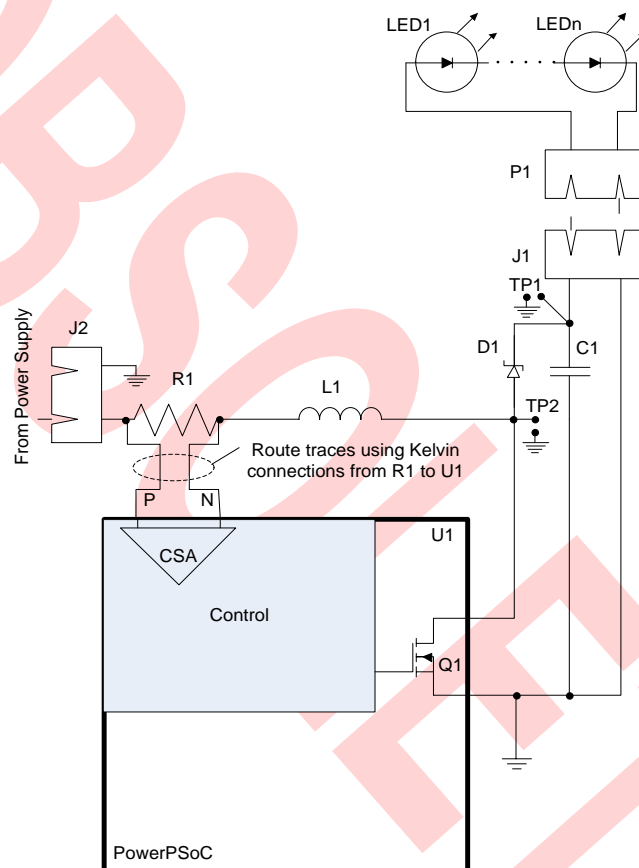 LED1
LEDn
P1
J1
TP1
J2
D1
C1
R1
L1
TP2
From Power Supply
Route traces using Kelvin
connections from R1 to U1
P
N
U1
CSA
Control
Q1
PowerPSoC